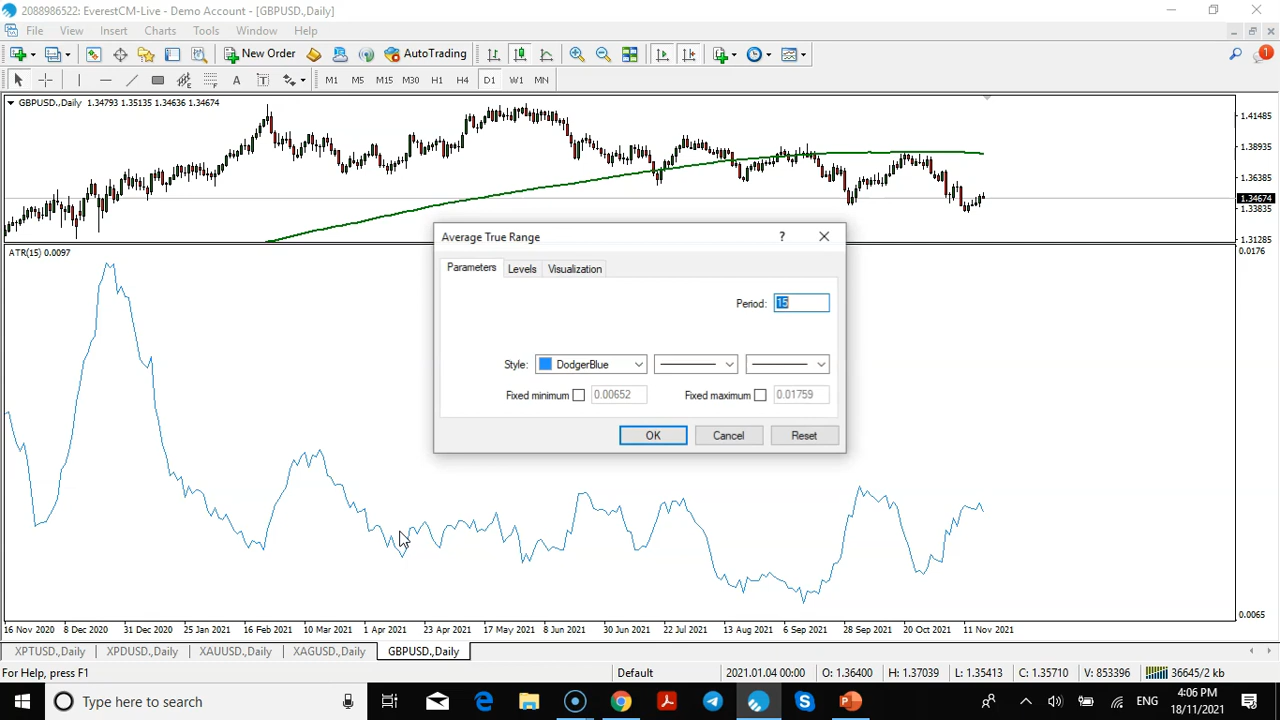 2088986522: EverestCM-Live - Demo Account - [GBPUSD.,Daily]
File View Insert Charts Tools Window Help
New Order AutoTrading 1
A T M1 M5 M15 M30 H1 H4 D1 W1 MN
GBPUSD.,Daily 1.34793 1.35135 1.34636 1.34674
1.41485
1.38935
1.36385
1.34674
1.33835
1.31285
ATR(15) 0.0097
0.0176
Average True Range ?
Parameters Levels Visualization
Period: 15
Style: DodgerBlue
Fixed minimum 0.00652 Fixed maximum 0.01759
OK Cancel Reset
0.0065
16 Nov 2020 8 Dec 2020 31 Dec 2020 25 Jan 2021 16 Feb 2021 10 Mar 2021 1 Apr 2021 23 Apr 2021 17 May 2021 8 Jun 2021 30 Jun 2021 22 Jul 2021 13 Aug 2021 6 Sep 2021 28 Sep 2021 20 Oct 2021 11 Nov 2021
XPTUSD.,Daily XPDUSD.,Daily XAUUSD.,Daily XAGUSD.,Daily GBPUSD.,Daily
For Help, press F1 Default 2021.01.04 00:00 O: 1.36400 H: 1.37039 L: 1.35413 C: 1.35710 V: 853396 36645/2 kb
Type here to search ENG 4:06 PM
18/11/2021